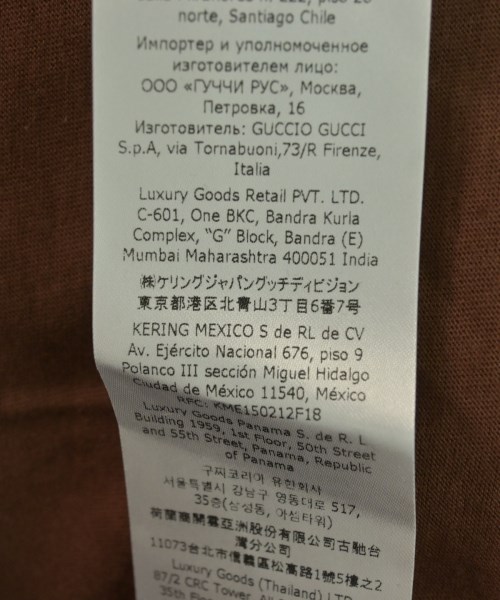 norte, Santiago Chile
Импортер и уполномоченное
изготовителем лицо:
ООО «ГУЧЧИ РУС», Москва,
Петровка, 16
Изготовитель: GUCCIO GUCCI
S.p.A, via Tornabuoni,73/R Firenze,
Italia
Luxury Goods Retail PVT. LTD.
C-601, One BKC, Bandra Kurla
Complex, “G” Block, Bandra (E)
Mumbai Maharashtra 400051 India
㈱ケリングジャパングッチディビジョン
東京都港区北青山3丁目6番7号
KERING MEXICO S de RL de CV
Av. Ejército Nacional 676, piso 9
Polanco III sección Miguel Hidalgo
Ciudad de México 11540, México
RFC: KME150212F18
Luxury Goods Panama S. de R. L.
Building 1959, 1st Floor, 50th Street
and 55th Street, Panama, Republic
of Panama
구찌코리아 유한회사
서울특별시 강남구 영동대로 517,
35층(삼성동, 아셈타워)
荷蘭商開雲亞洲股份有限公司古馳台
灣分公司
11073台北市信義區松高路1號5樓之2
Luxury Goods (Thailand) LTD
87/2 CRC Tower,
35th